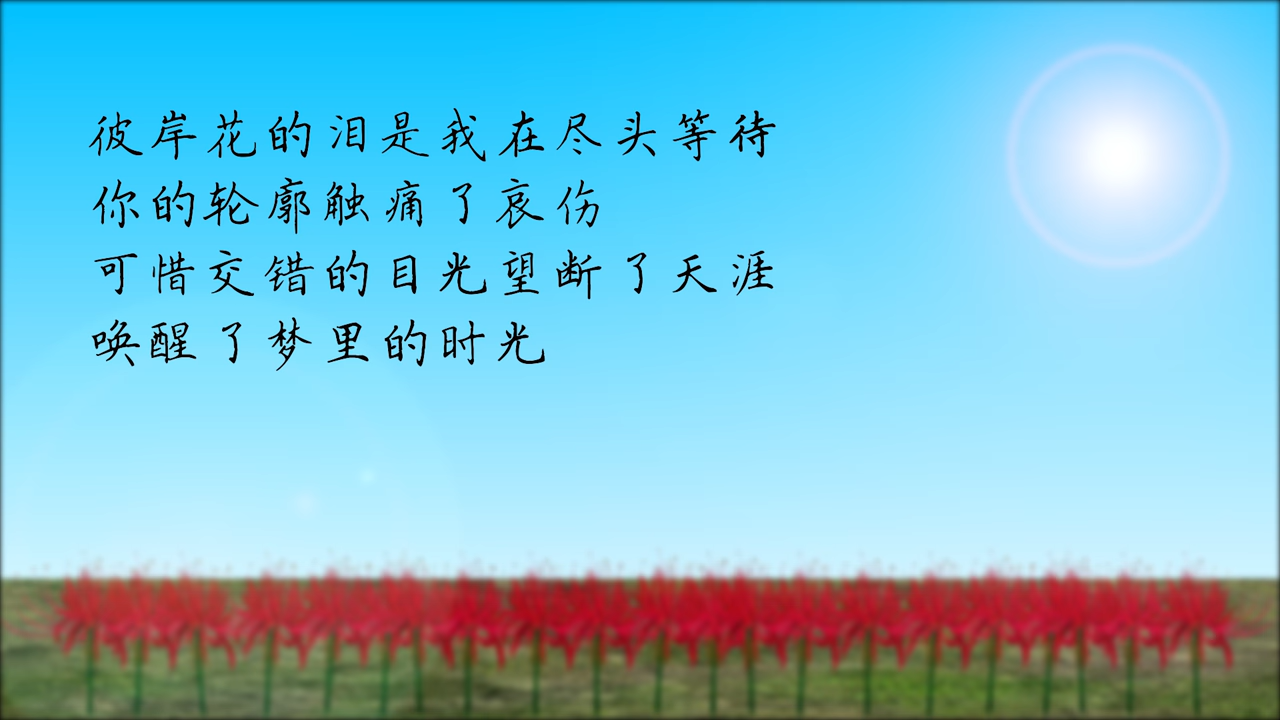 彼岸花的泪是我在尽头等待
你的轮廓触痛了哀伤
可惜交错的目光望断了天涯
唤醒了梦里的时光